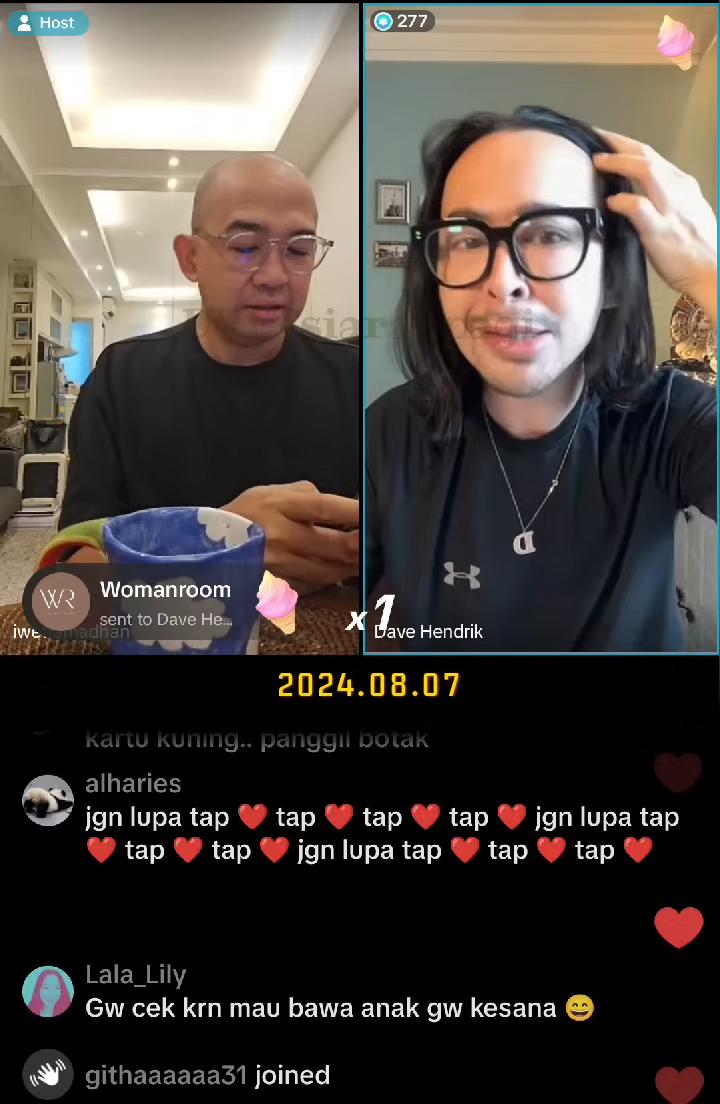 Host
277
Womanroom
sent to Dave He...
x1
Dave Hendrik
2024.08.07
kartu kuning.. panggil botak
alharies
jgn lupa tap ❤️ tap ❤️ tap ❤️ tap ❤️ jgn lupa tap
❤️ tap ❤️ tap ❤️ jgn lupa tap ❤️ tap ❤️ tap ❤️
Lala_Lily
Gw cek krn mau bawa anak gw kesana 😄
githaaaaaa31 joined
WR